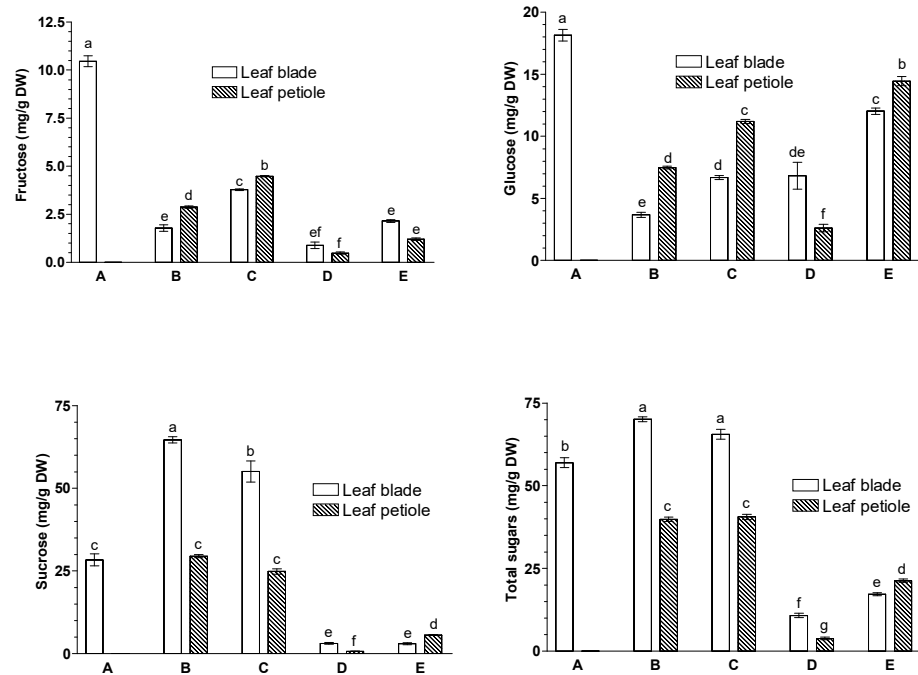 Fructose (mg/g DW)
12.5
10.0
7.5
5.0
2.5
0.0
a
e
d
c
b
ef
f
e
e
Leaf blade
Leaf petiole
A B C D E
Glucose (mg/g DW)
20
15
10
5
0
a
e
d
d
c
de
f
c
b
Leaf blade
Leaf petiole
A B C D E
Sucrose (mg/g DW)
75
50
25
0
c
a
c
b
c
e
f
e
d
Leaf blade
Leaf petiole
A B C D E
Total sugars (mg/g DW)
75
50
25
0
b
a
c
a
c
f
g
e
d
Leaf blade
Leaf petiole
A B C D E